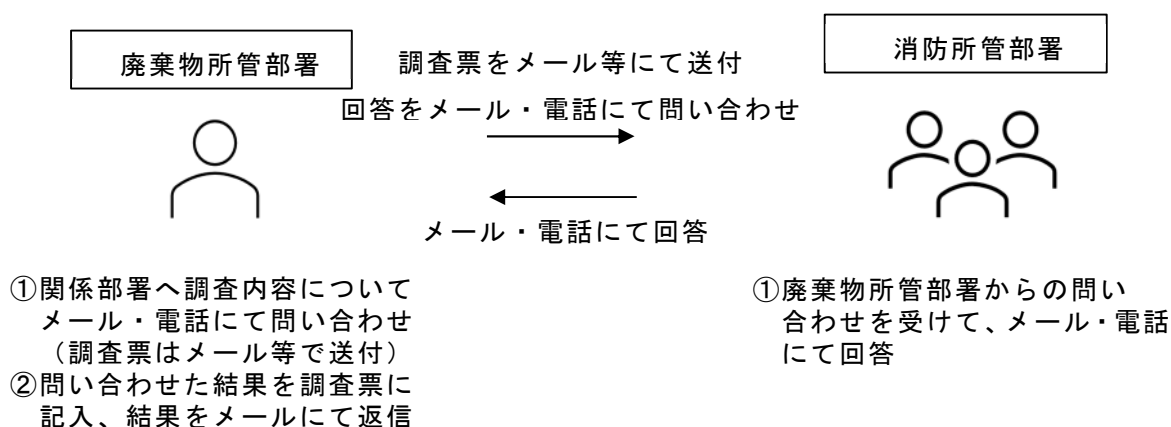 廃棄物所管部署
調査票をメール等にて送付
回答をメール・電話にて問い合わせ
消防所管部署
メール・電話にて回答
①関係部署へ調査内容について
メール・電話にて問い合わせ
（調査票はメール等で送付）
②問い合わせた結果を調査票に
記入、結果をメールにて返信
①廃棄物所管部署からの問い
合わせを受けて、メール・電話
にて回答